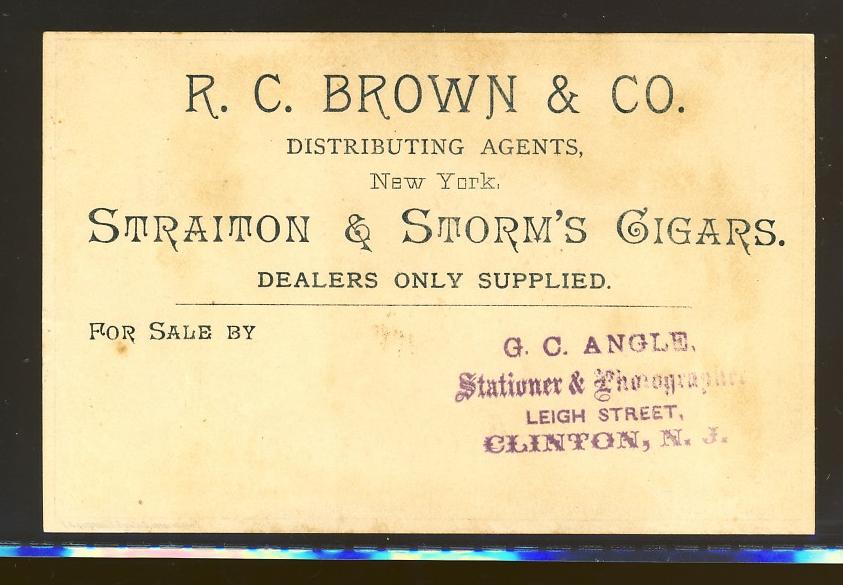 R. C. BROWN & CO.
DISTRIBUTING AGENTS,
New York.
STRAITON & STORM'S CIGARS.
DEALERS ONLY SUPPLIED.
FOR SALE BY
G. C. ANGLE,
Stationer & Photographer
LEIGH STREET,
CLINTON, N. J.